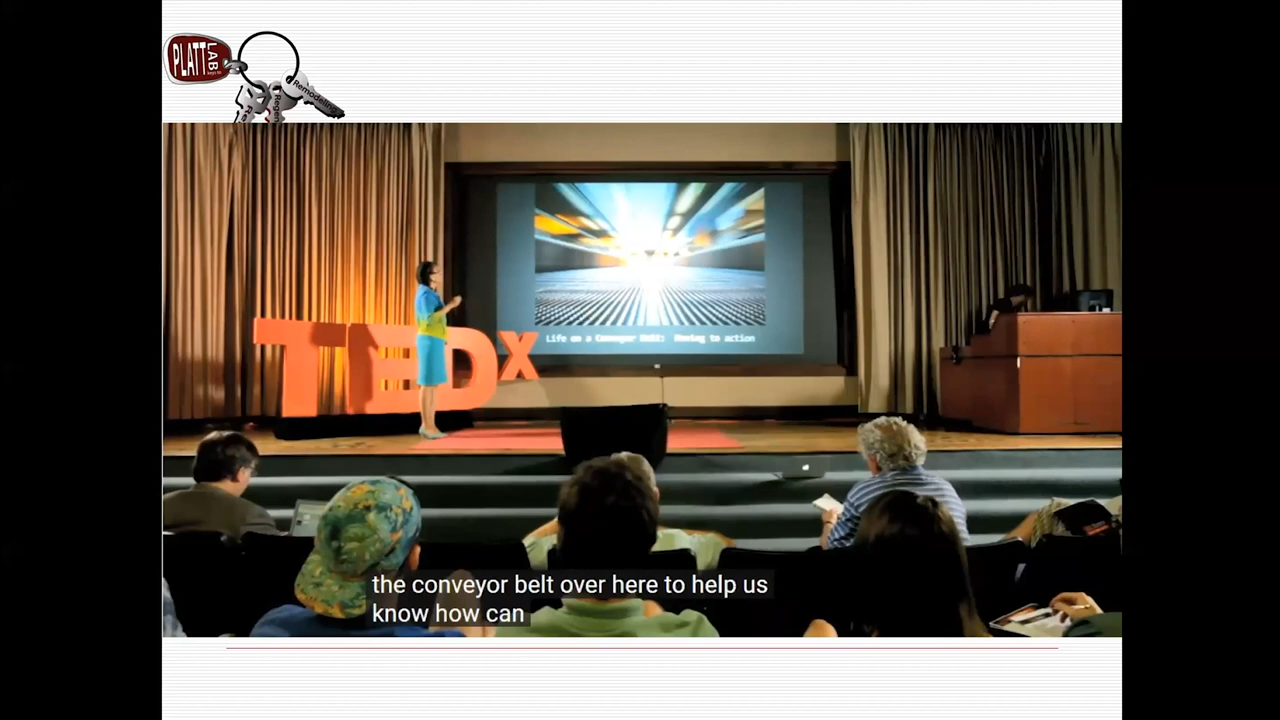 PLATT
LAB
Remodeling
TEDx
Life on a Conveyor Belt: Moving to action
the conveyor belt over here to help us
know how can